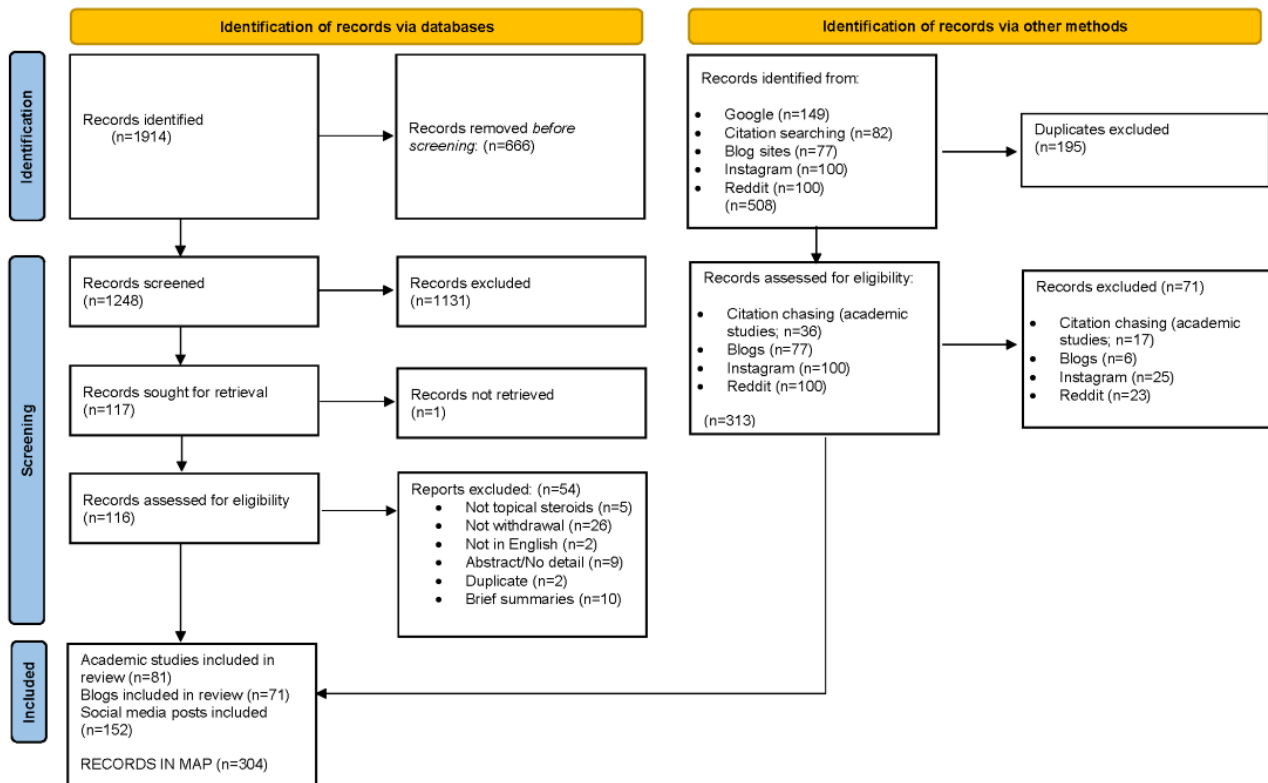 Identification of records via databases
Identification of records via other methods
Identification
Records identified
(n=1914)
Records removed before
screening: (n=666)
Records identified from:
• Google (n=149)
• Citation searching (n=82)
• Blog sites (n=77)
• Instagram (n=100)
• Reddit (n=100)
(n=508)
Duplicates excluded
(n=195)
Screening
Records screened
(n=1248)
Records excluded
(n=1131)
Records sought for retrieval
(n=117)
Records not retrieved
(n=1)
Records assessed for eligibility
(n=116)
Reports excluded: (n=54)
• Not topical steroids (n=5)
• Not withdrawal (n=26)
• Not in English (n=2)
• Abstract/No detail (n=9)
• Duplicate (n=2)
• Brief summaries (n=10)
Records assessed for eligibility:
• Citation chasing (academic
studies; n=36)
• Blogs (n=77)
• Instagram (n=100)
• Reddit (n=100)
(n=313)
Records excluded (n=71)
• Citation chasing (academic
studies; n=17)
• Blogs (n=6)
• Instagram (n=25)
• Reddit (n=23)
Included
Academic studies included in
review (n=81)
Blogs included in review (n=71)
Social media posts included
(n=152)
RECORDS IN MAP (n=304)